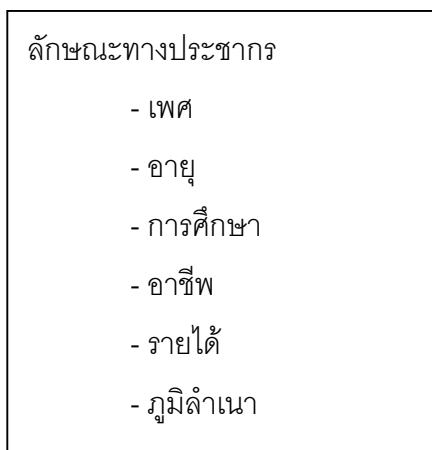 ลักษณะทางประชากร
- เพศ
- อายุ
- การศึกษา
- อาชีพ
- รายได้
- ภูมิลำเนา